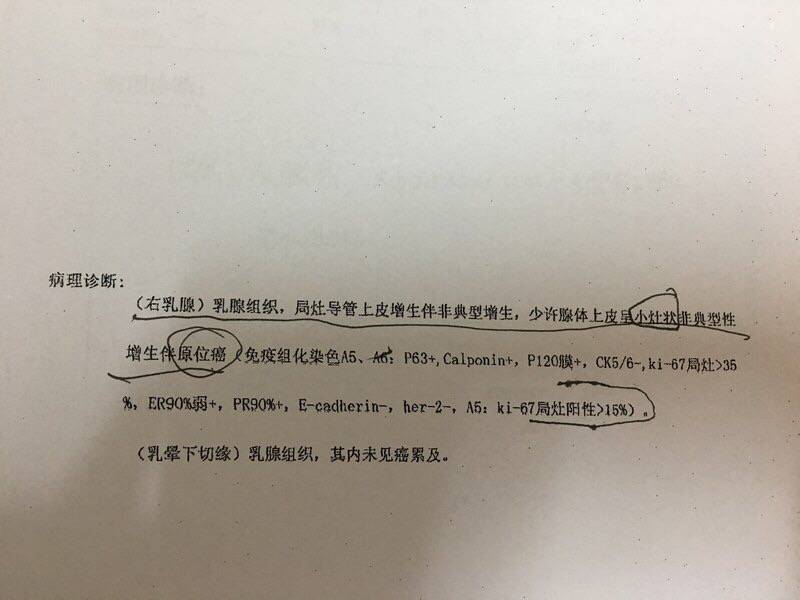 病理诊断:
（右乳腺）乳腺组织，局灶导管上皮增生伴非典型增生，少许腺体上皮呈小灶状非典型性
增生伴原位癌（免疫组化染色A5、A6: P63+,Calponin+, P120膜+, CK5/6-,ki-67局灶>35
%, ER90%弱+, PR90%+, E-cadherin-, her-2-, A5: ki-67局灶阳性>15%）。
（乳晕下切缘）乳腺组织，其内未见癌累及。